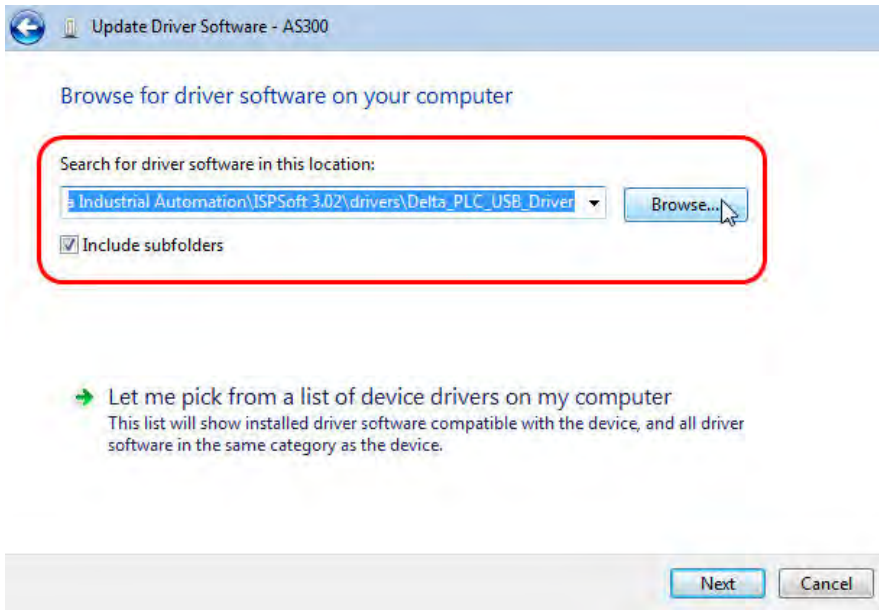 Update Driver Software - AS300
Browse for driver software on your computer
Search for driver software in this location:
a Industrial Automation\ISPSoft 3.02\drivers\Delta_PLC_USB_Driver
Browse...
Include subfolders
Let me pick from a list of device drivers on my computer
This list will show installed driver software compatible with the device, and all driver
software in the same category as the device.
Next Cancel